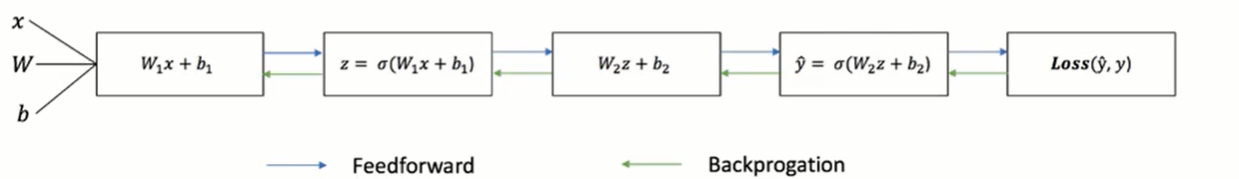 x
W
b
W₁x + b₁
z = σ(W₁x + b₁)
W₂z + b₂
ŷ = σ(W₂z + b₂)
Loss(ŷ, y)
Feedforward
Backprogation